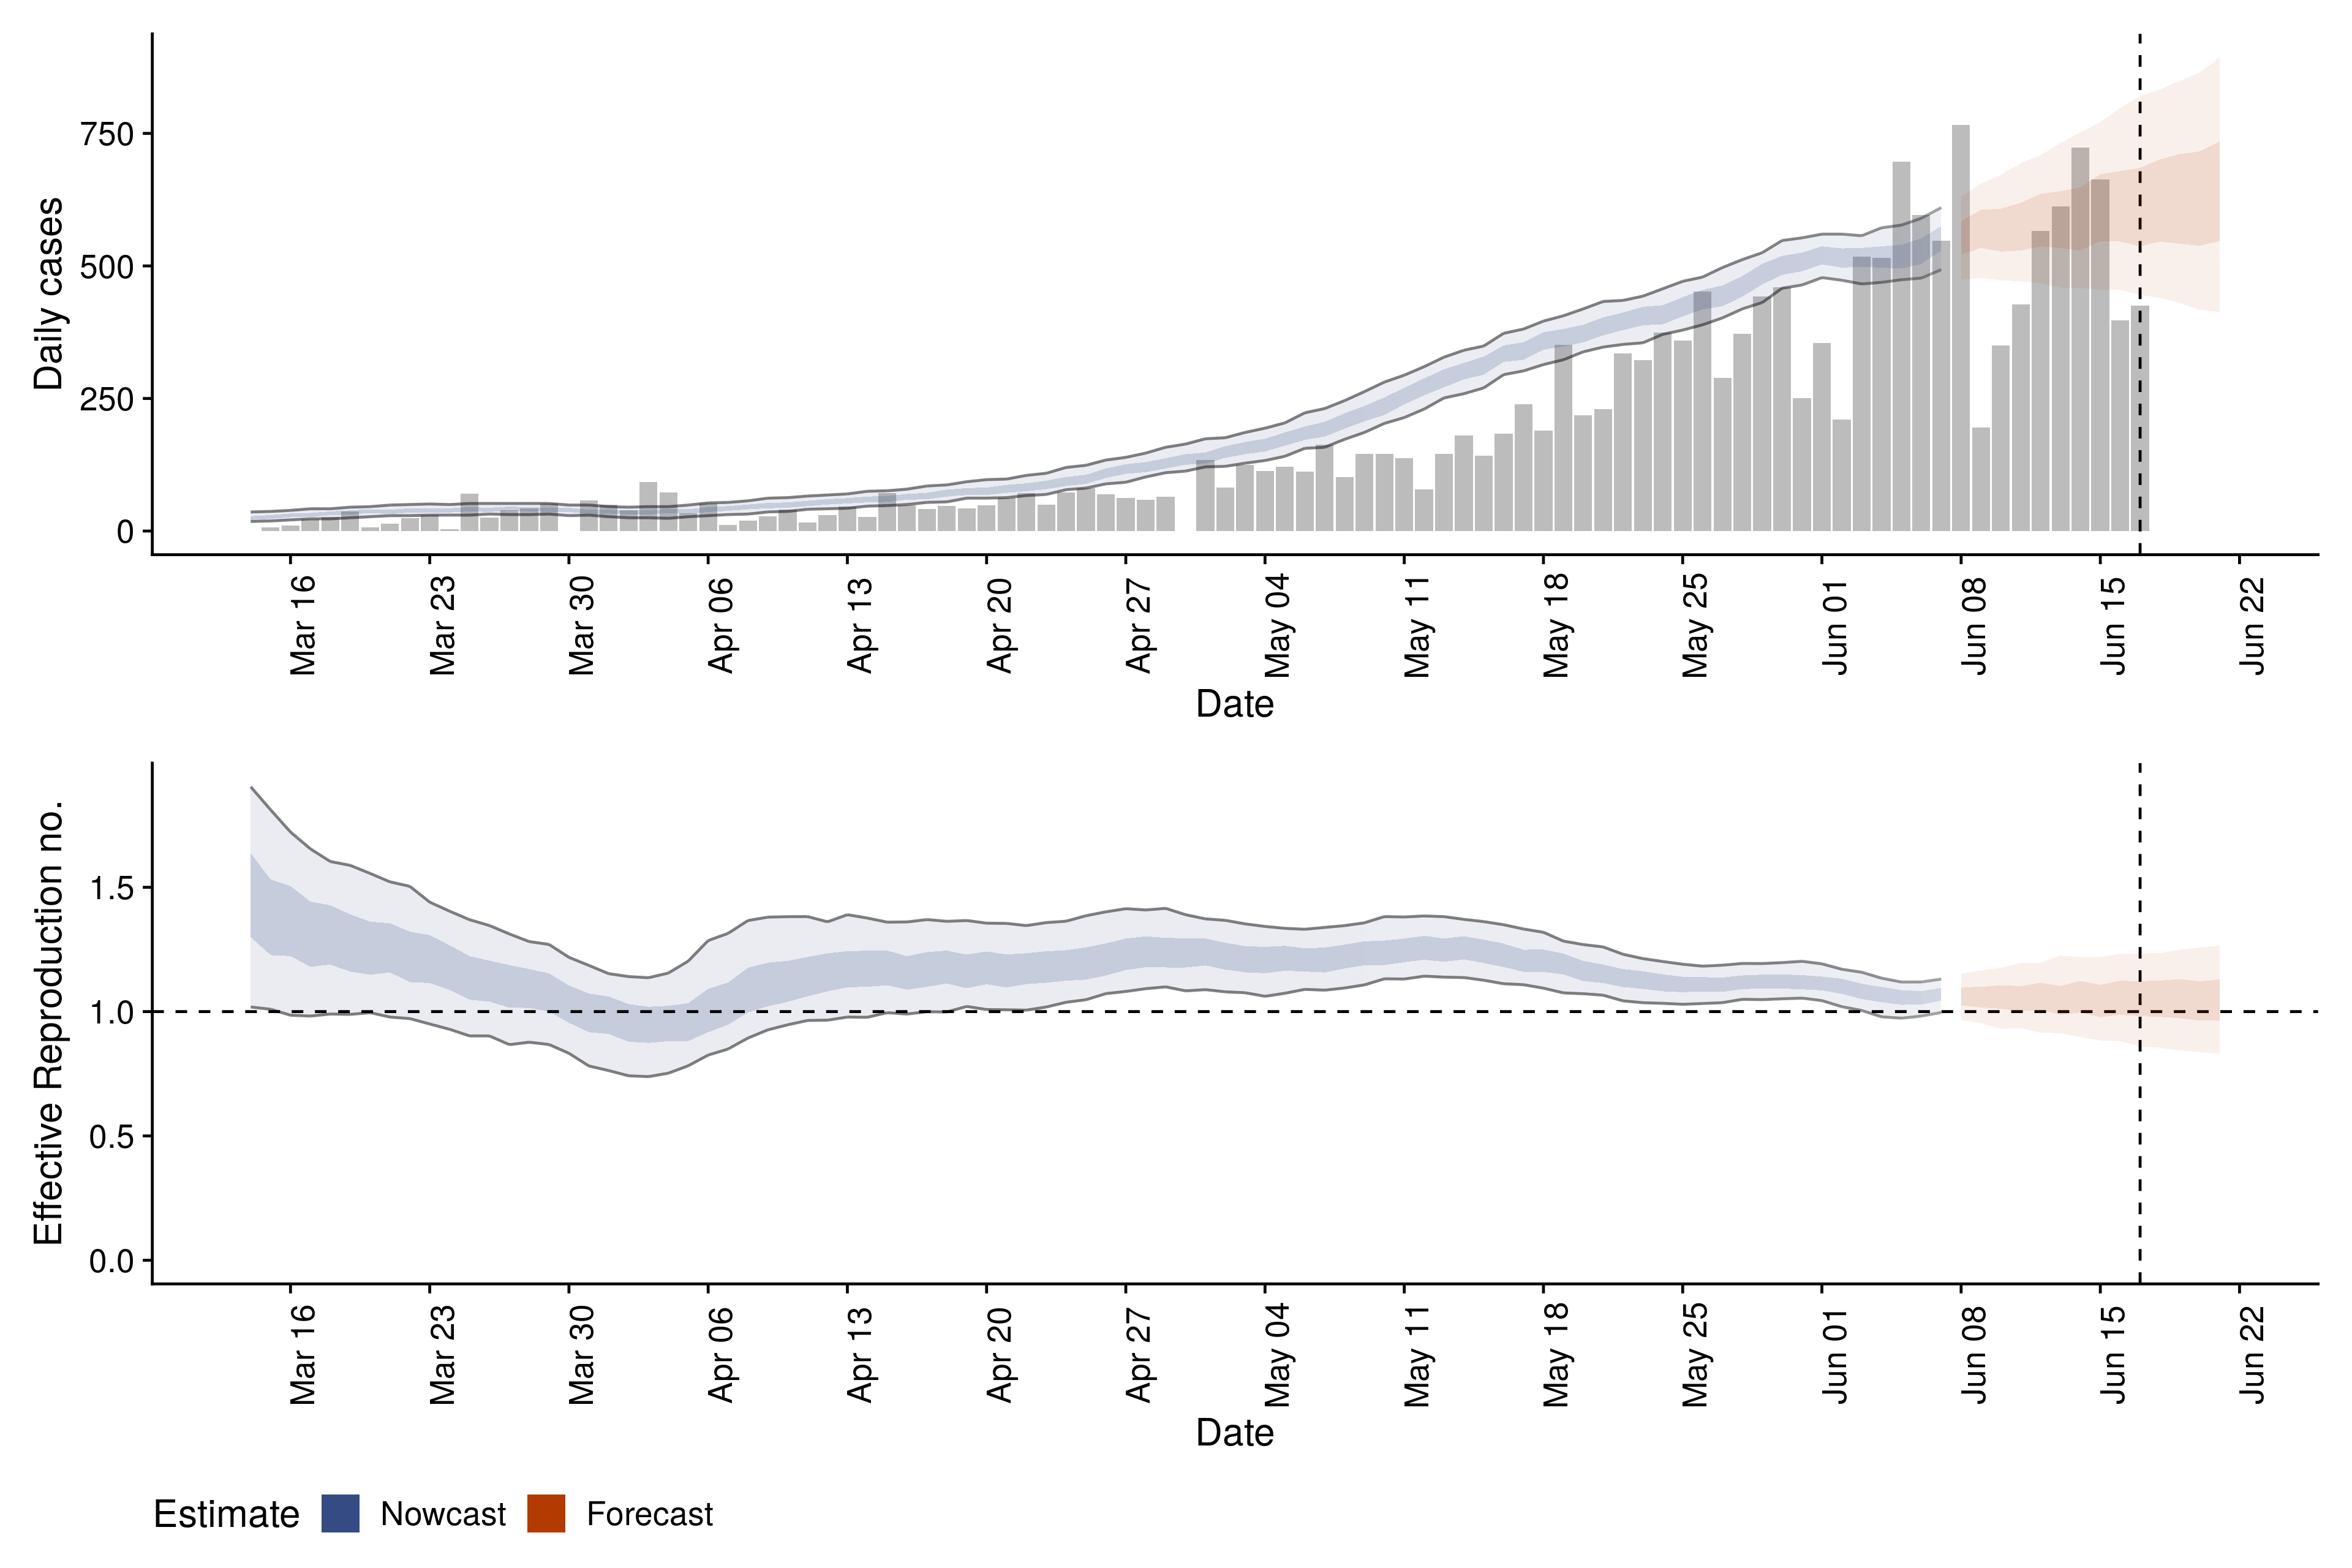 Daily cases
750
500
250
0
Mar 16
Mar 23
Mar 30
Apr 06
Apr 13
Apr 20
Apr 27
May 04
May 11
May 18
May 25
Jun 01
Jun 08
Jun 15
Jun 22
Date
Effective Reproduction no.
1.5
1.0
0.5
0.0
Mar 16
Mar 23
Mar 30
Apr 06
Apr 13
Apr 20
Apr 27
May 04
May 11
May 18
May 25
Jun 01
Jun 08
Jun 15
Jun 22
Date
Estimate Nowcast Forecast